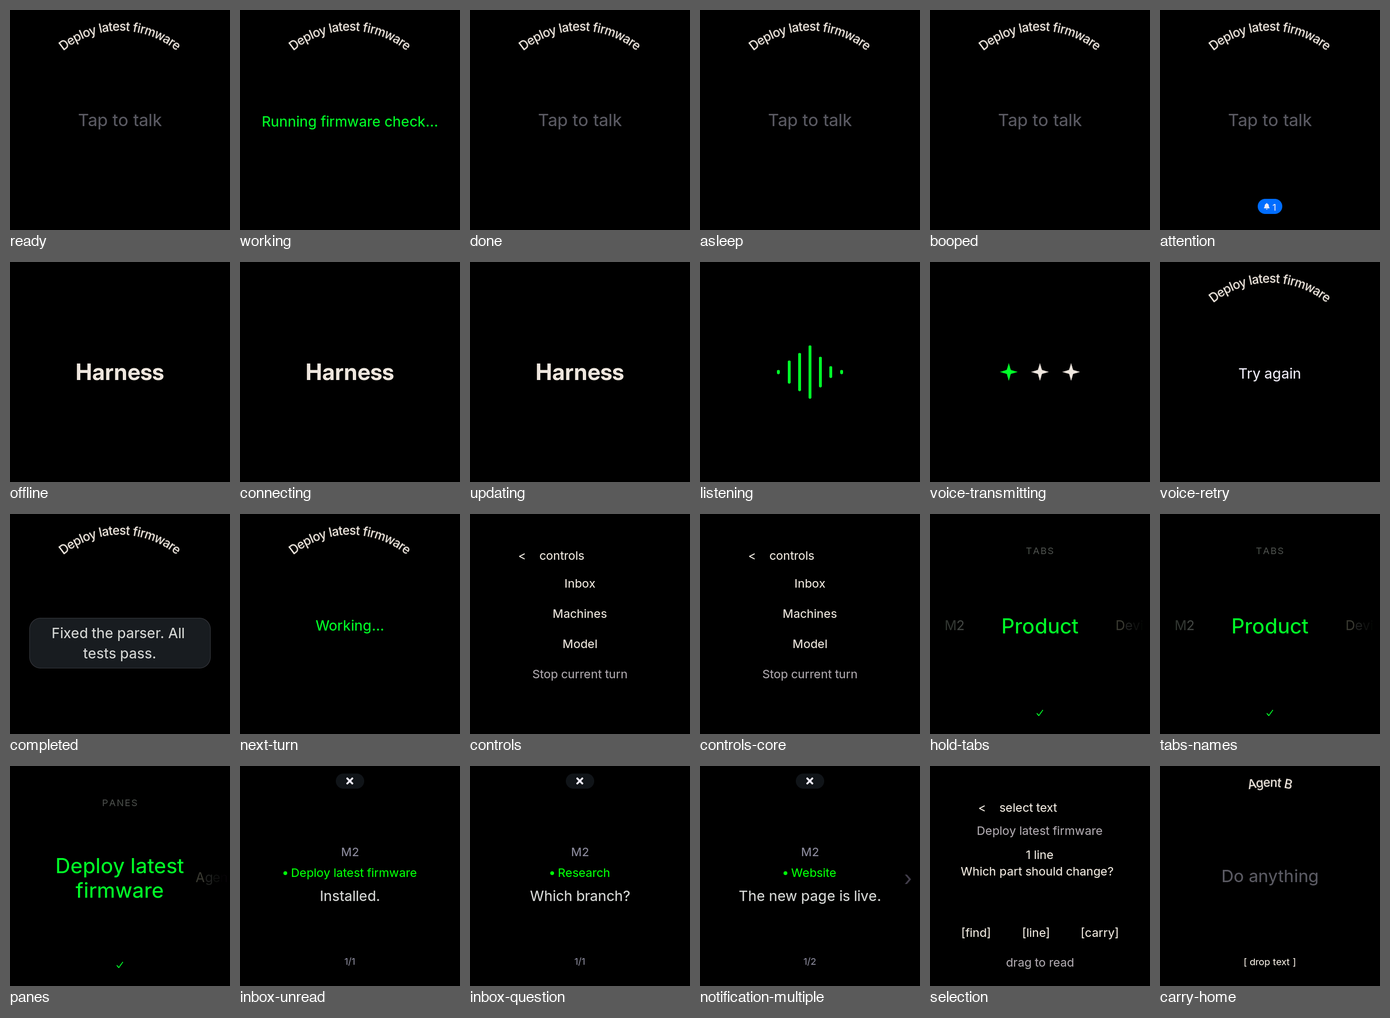 Deploy latest firmware
Tap to talk
ready
Deploy latest firmware
Running firmware check...
working
Deploy latest firmware
Tap to talk
done
Deploy latest firmware
Tap to talk
asleep
Deploy latest firmware
Tap to talk
booped
Deploy latest firmware
Tap to talk
1
attention
Harness
offline
Harness
connecting
Harness
updating
listening
voice-transmitting
Deploy latest firmware
Try again
voice-retry
Deploy latest firmware
Fixed the parser. All
tests pass.
completed
Deploy latest firmware
Working...
next-turn
< controls
Inbox
Machines
Model
Stop current turn
controls
< controls
Inbox
Machines
Model
Stop current turn
controls-core
TABS
M2 Product Dev
✓
hold-tabs
TABS
M2 Product Dev
✓
tabs-names
PANES
Deploy latest
firmware
Age
✓
panes
×
M2
• Deploy latest firmware
Installed.
1/1
inbox-unread
×
M2
• Research
Which branch?
1/1
inbox-question
×
M2
• Website
The new page is live.
›
1/2
notification-multiple
< select text
Deploy latest firmware
1 line
Which part should change?
[find] [line] [carry]
drag to read
selection
Agent B
Do anything
[ drop text ]
carry-home